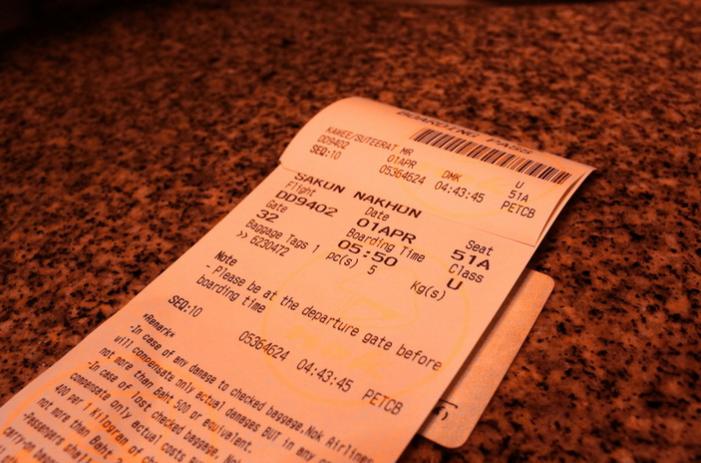 BOARDING PASS
KAWEE/SUTEERAT MR
DD9402 01APR DMK U
SEQ:10 05364624 04:43:45 51A
PETCB
SAKON NAKHON
Flight Date Seat
DD9402 01APR 51A
Gate Boarding Time Class
32 05:50 U
Baggage Tags 1 pc(s) 5 Kg(s)
>> 6230472
Note
- Please be at the departure gate before
boarding time
SEQ:10 05364624 04:43:45 PETCB
*Remark*
-In case of any damage to checked baggage, Nok Airlines
will compensate only actual damages BUT in any
not more than Baht 500 or equivalent.
-In case of lost checked baggage, Nok
compensate only actual costs
400 per 1 Kilogram of
not more than Baht
-Passengers shall
carry-on